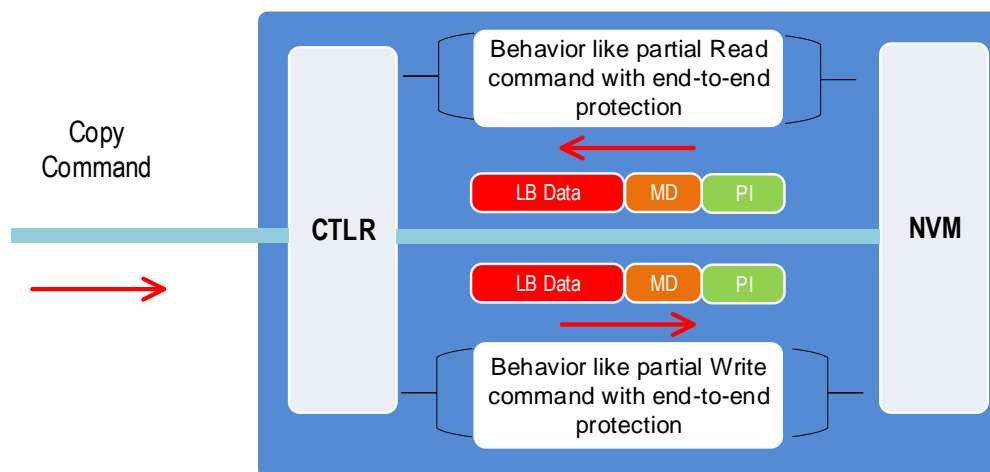 Behavior like partial Read
command with end-to-end
protection
Copy
Command
LB Data
MD
PI
CTLR
NVM
LB Data
MD
PI
Behavior like partial Write
command with end-to-end
protection